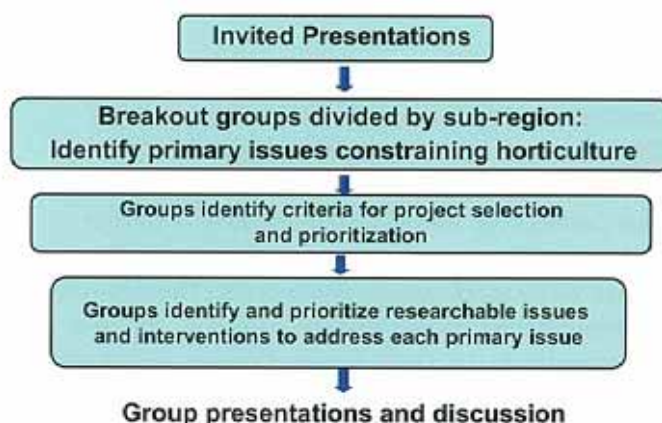 Invited Presentations
Breakout groups divided by sub-region:
Identify primary issues constraining horticulture
Groups identify criteria for project selection
and prioritization
Groups identify and prioritize researchable issues
and interventions to address each primary issue
Group presentations and discussion